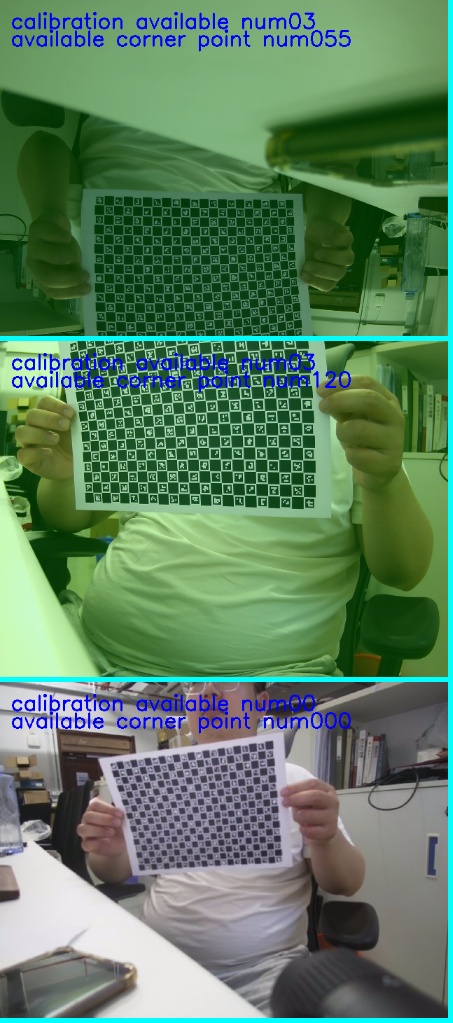 calibration available num03
available corner point num055
calibration available num03
available corner point num120
calibration available num00
available corner point num000